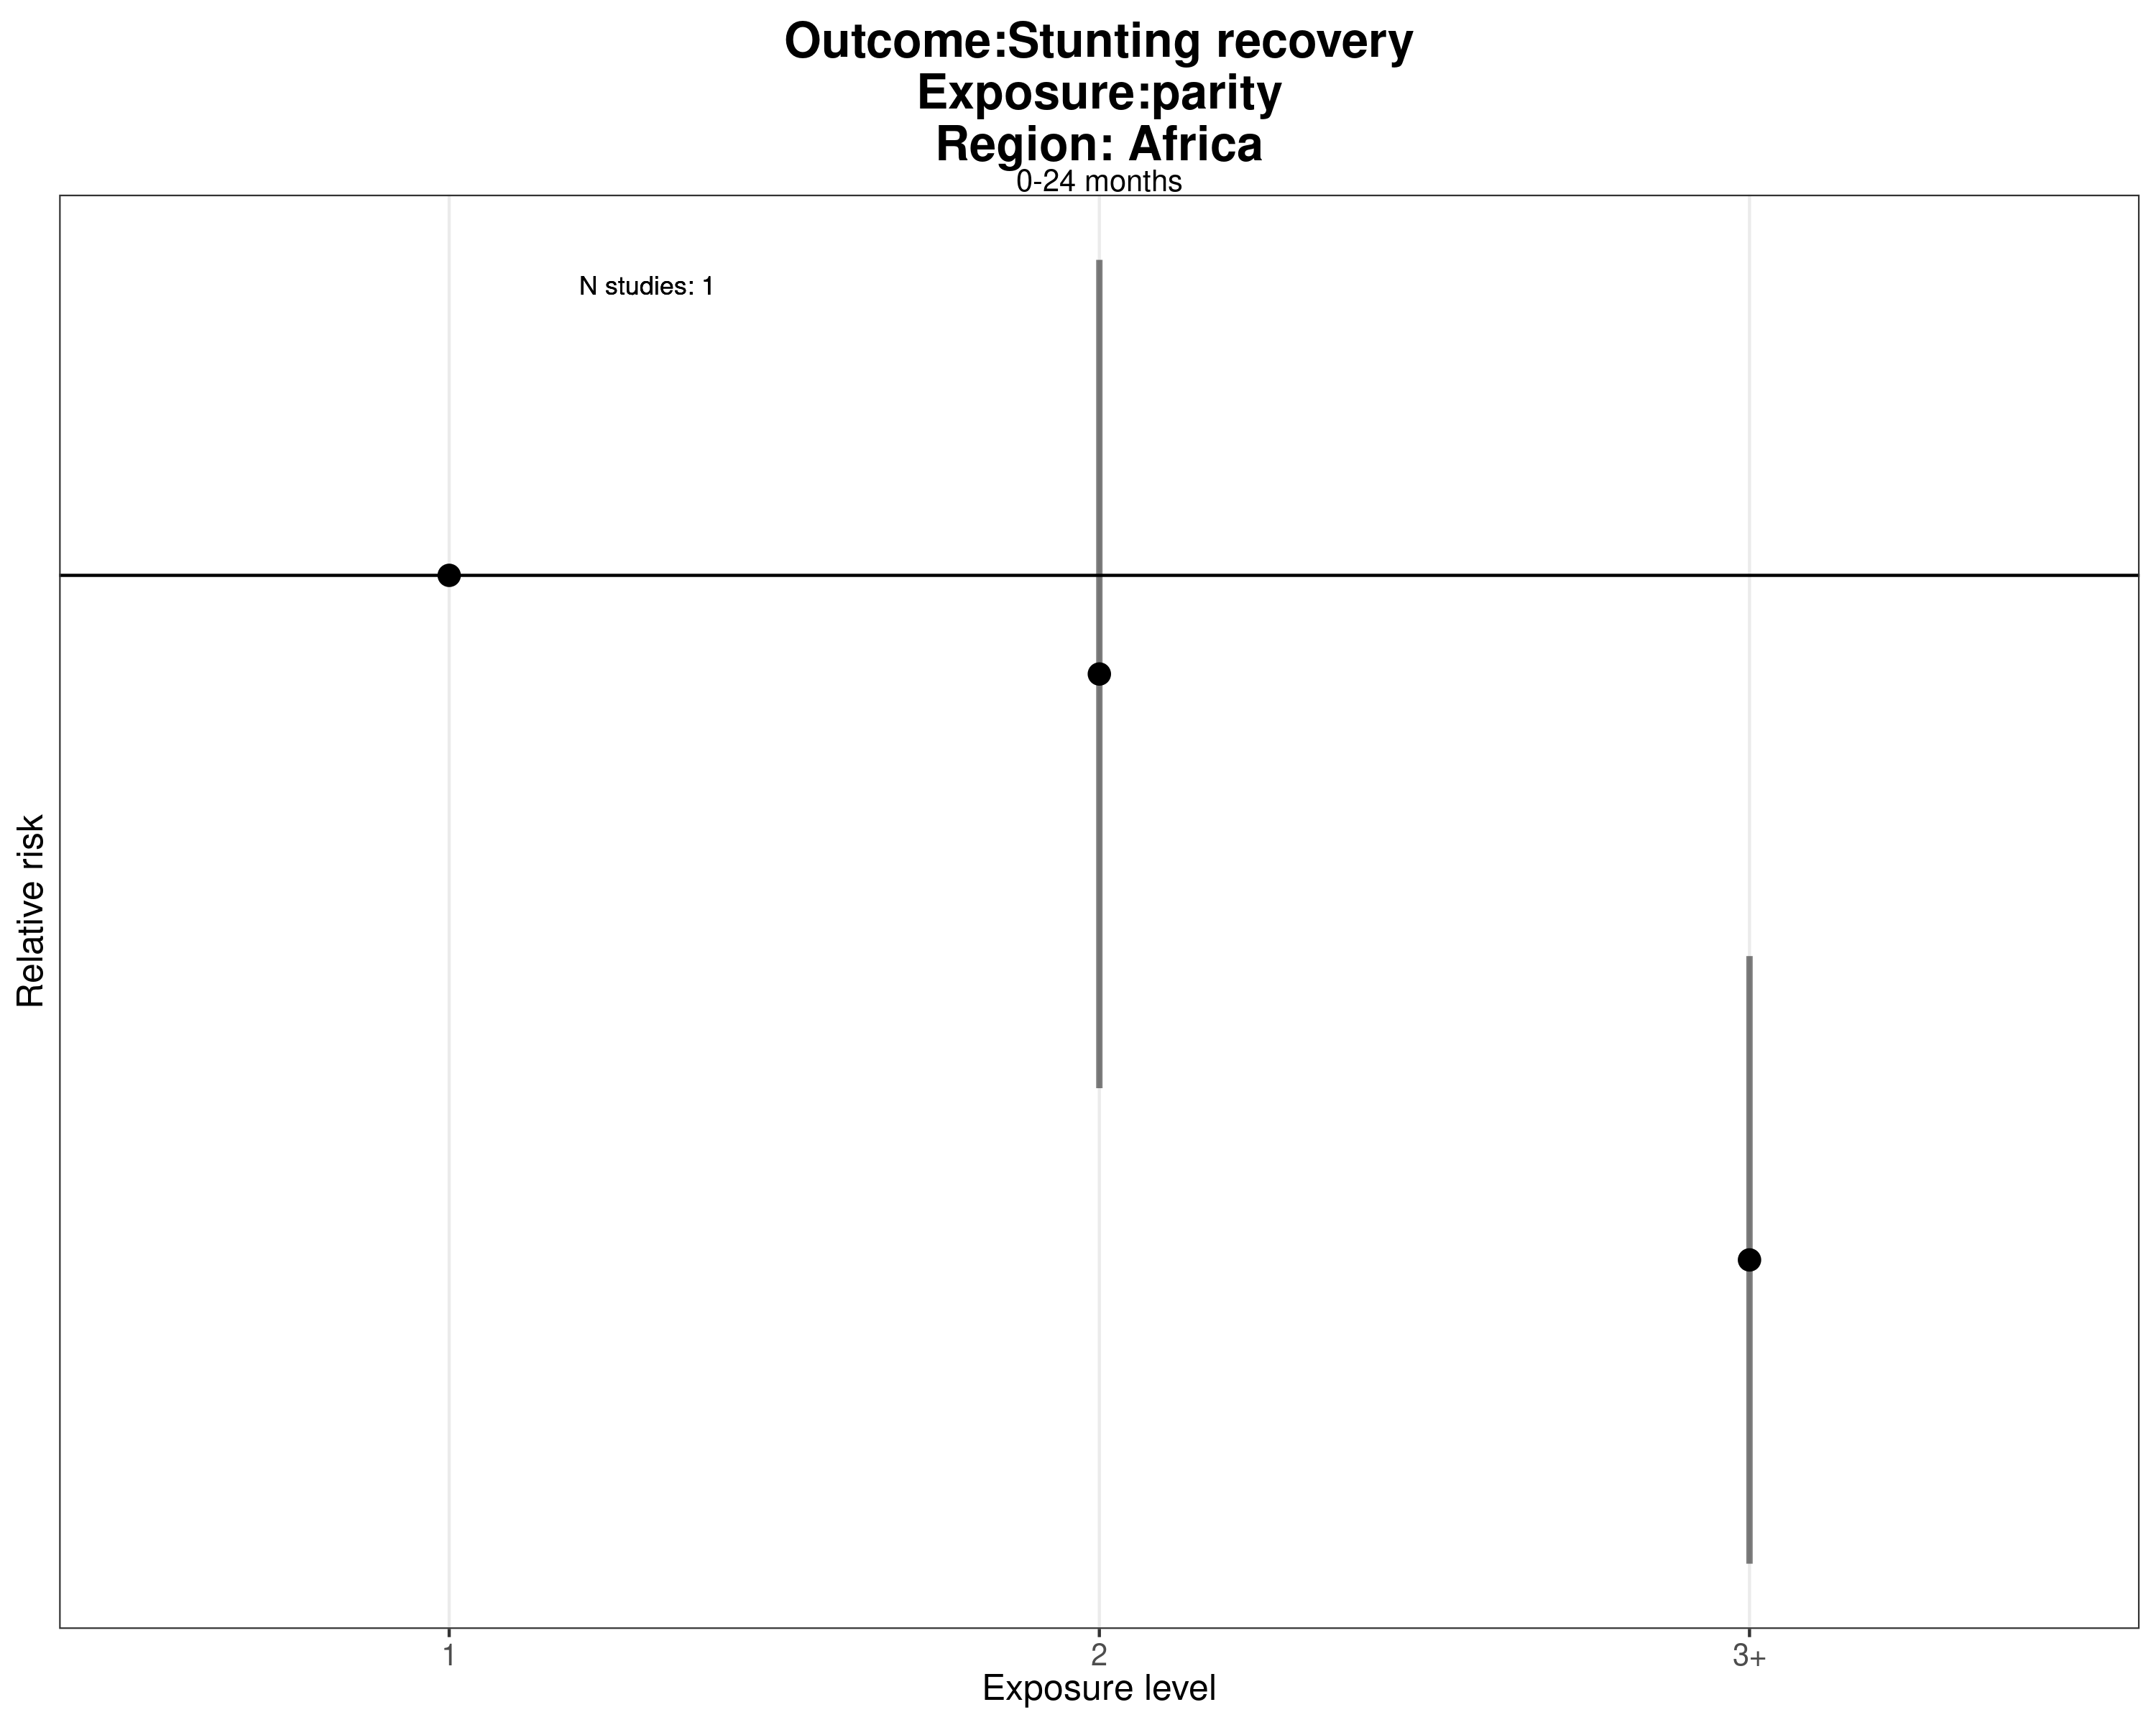 Outcome:Stunting recovery
Exposure:parity
Region: Africa
0-24 months
N studies: 1
Relative risk
1
2
3+
Exposure level